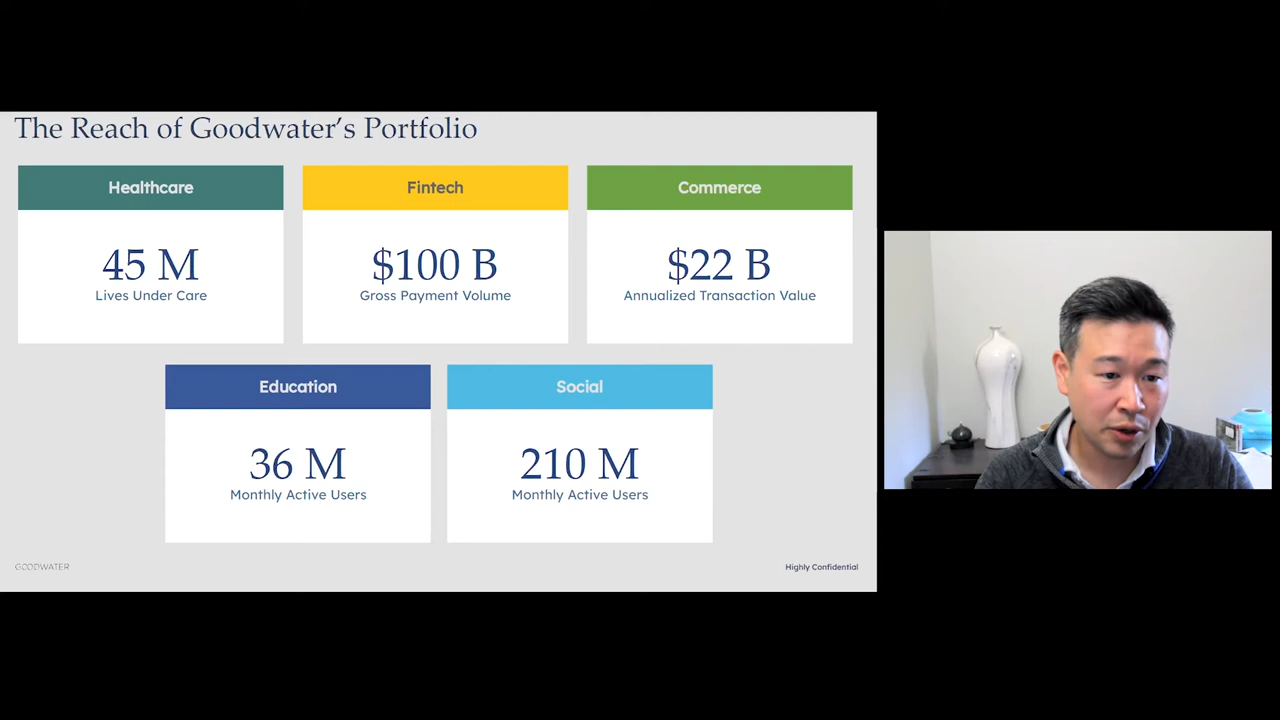 The Reach of Goodwater's Portfolio
Healthcare
45 M
Lives Under Care
Fintech
$100 B
Gross Payment Volume
Commerce
$22 B
Annualized Transaction Value
Education
36 M
Monthly Active Users
Social
210 M
Monthly Active Users
GOODWATER
Highly Confidential